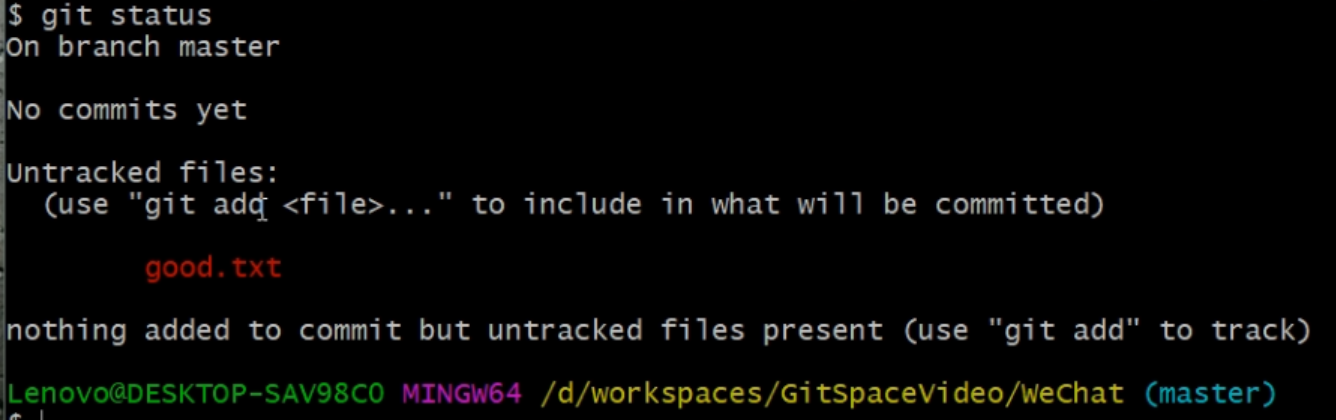 $ git status
On branch master
No commits yet
Untracked files:
(use "git add <file>..." to include in what will be committed)
good.txt
nothing added to commit but untracked files present (use "git add" to track)
Lenovo@DESKTOP-SAV98C0 MINGW64 /d/workspaces/GitSpaceVideo/WeChat (master)
$